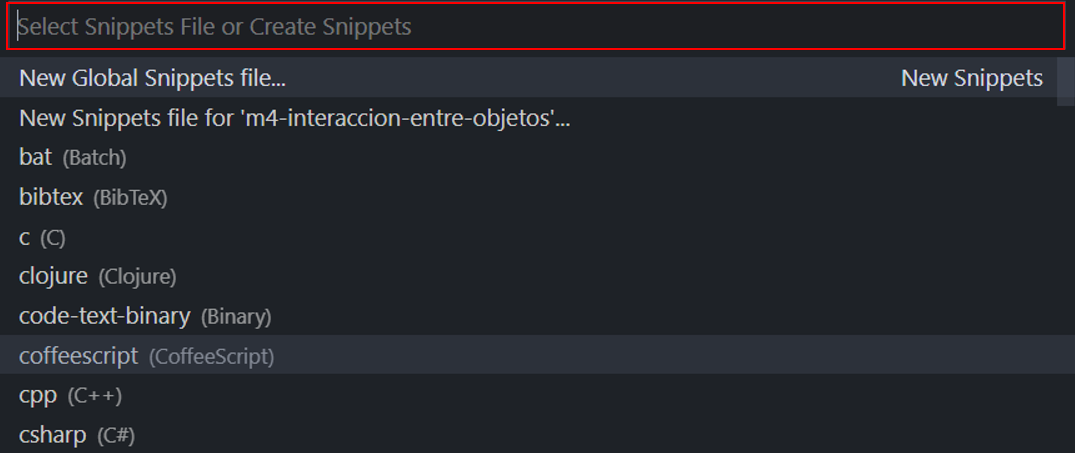 Select Snippets File or Create Snippets
New Global Snippets file... New Snippets
New Snippets file for 'm4-interaccion-entre-objetos'...
bat (Batch)
bibtex (BibTeX)
c (C)
clojure (Clojure)
code-text-binary (Binary)
coffeescript (CoffeeScript)
cpp (C++)
csharp (C#)